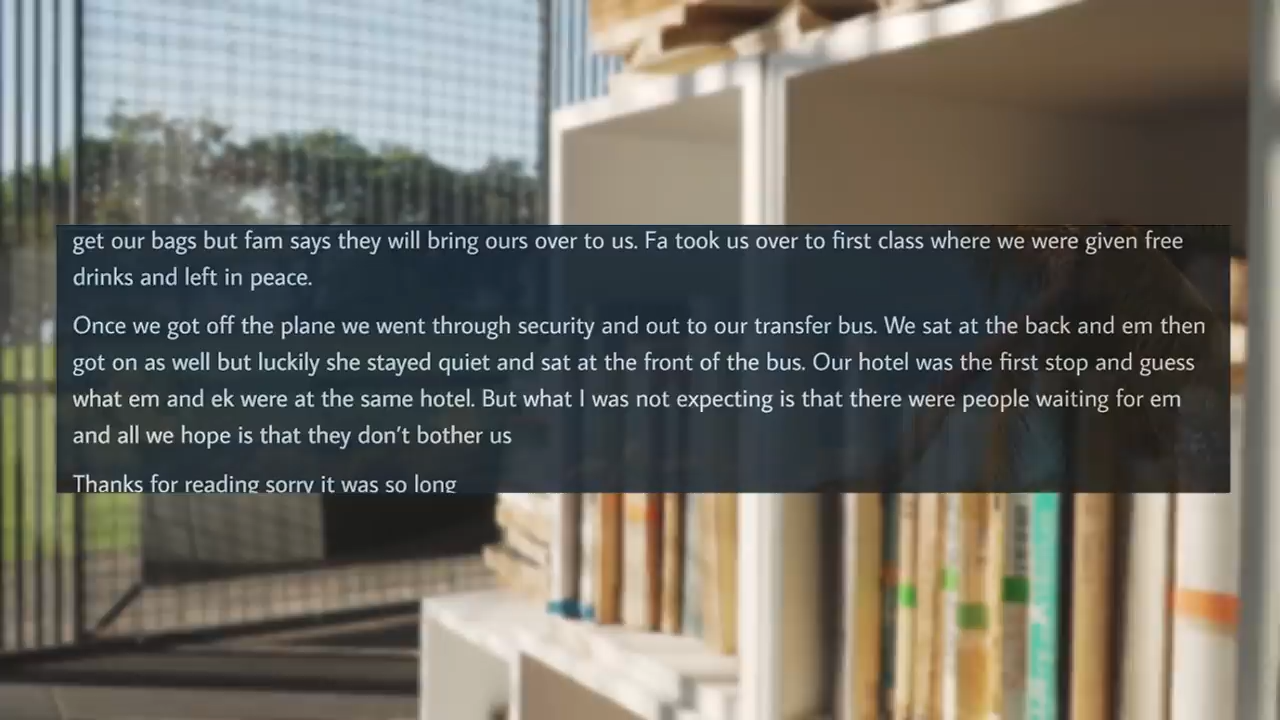 get our bags but fam says they will bring ours over to us. Fa took us over to first class where we were given free
drinks and left in peace.
Once we got off the plane we went through security and out to our transfer bus. We sat at the back and em then
got on as well but luckily she stayed quiet and sat at the front of the bus. Our hotel was the first stop and guess
what em and ek were at the same hotel. But what I was not expecting is that there were people waiting for em
and all we hope is that they don't bother us
Thanks for reading sorry it was so long